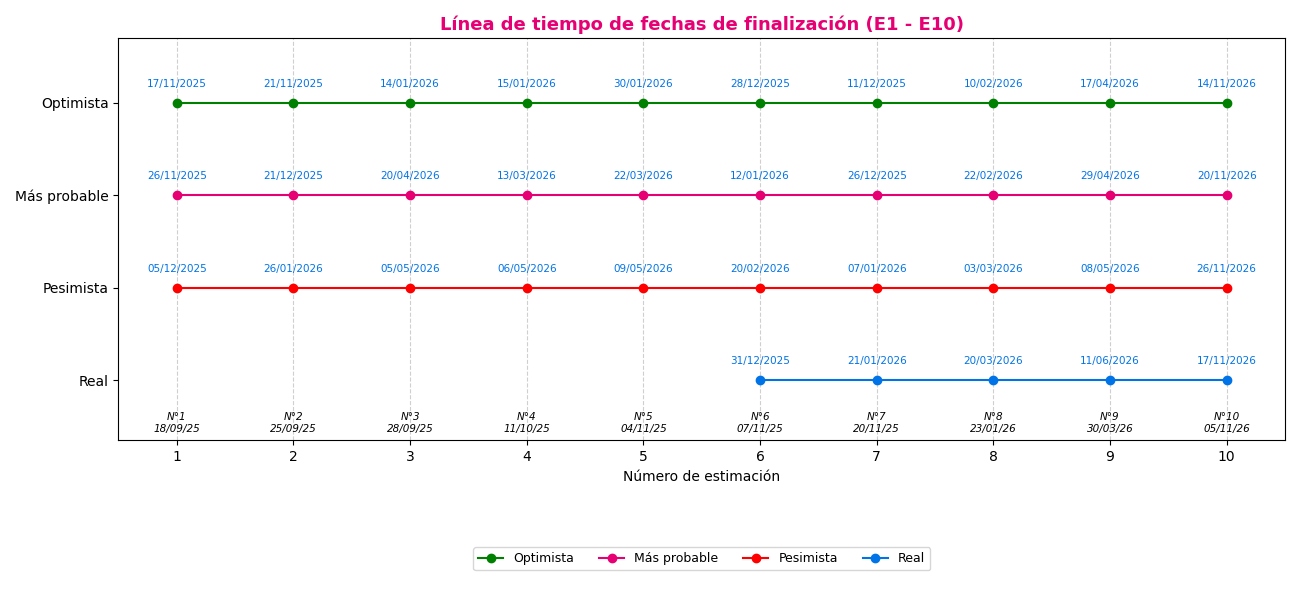 Línea de tiempo de fechas de finalización (E1 - E10)
17/11/2025 21/11/2025 14/01/2026 15/01/2026 30/01/2026 28/12/2025 11/12/2025 10/02/2026 17/04/2026 14/11/2026
Optimista
26/11/2025 21/12/2025 20/04/2026 13/03/2026 22/03/2026 12/01/2026 26/12/2025 22/02/2026 29/04/2026 20/11/2026
Más probable
05/12/2025 26/01/2026 05/05/2026 06/05/2026 09/05/2026 20/02/2026 07/01/2026 03/03/2026 08/05/2026 26/11/2026
Pesimista
31/12/2025 21/01/2026 20/03/2026 11/06/2026 17/11/2026
Real
N°1 N°2 N°3 N°4 N°5 N°6 N°7 N°8 N°9 N°10
18/09/25 25/09/25 28/09/25 11/10/25 04/11/25 07/11/25 20/11/25 23/01/26 30/03/26 05/11/26
1 2 3 4 5 6 7 8 9 10
Número de estimación
Optimista Más probable Pesimista Real